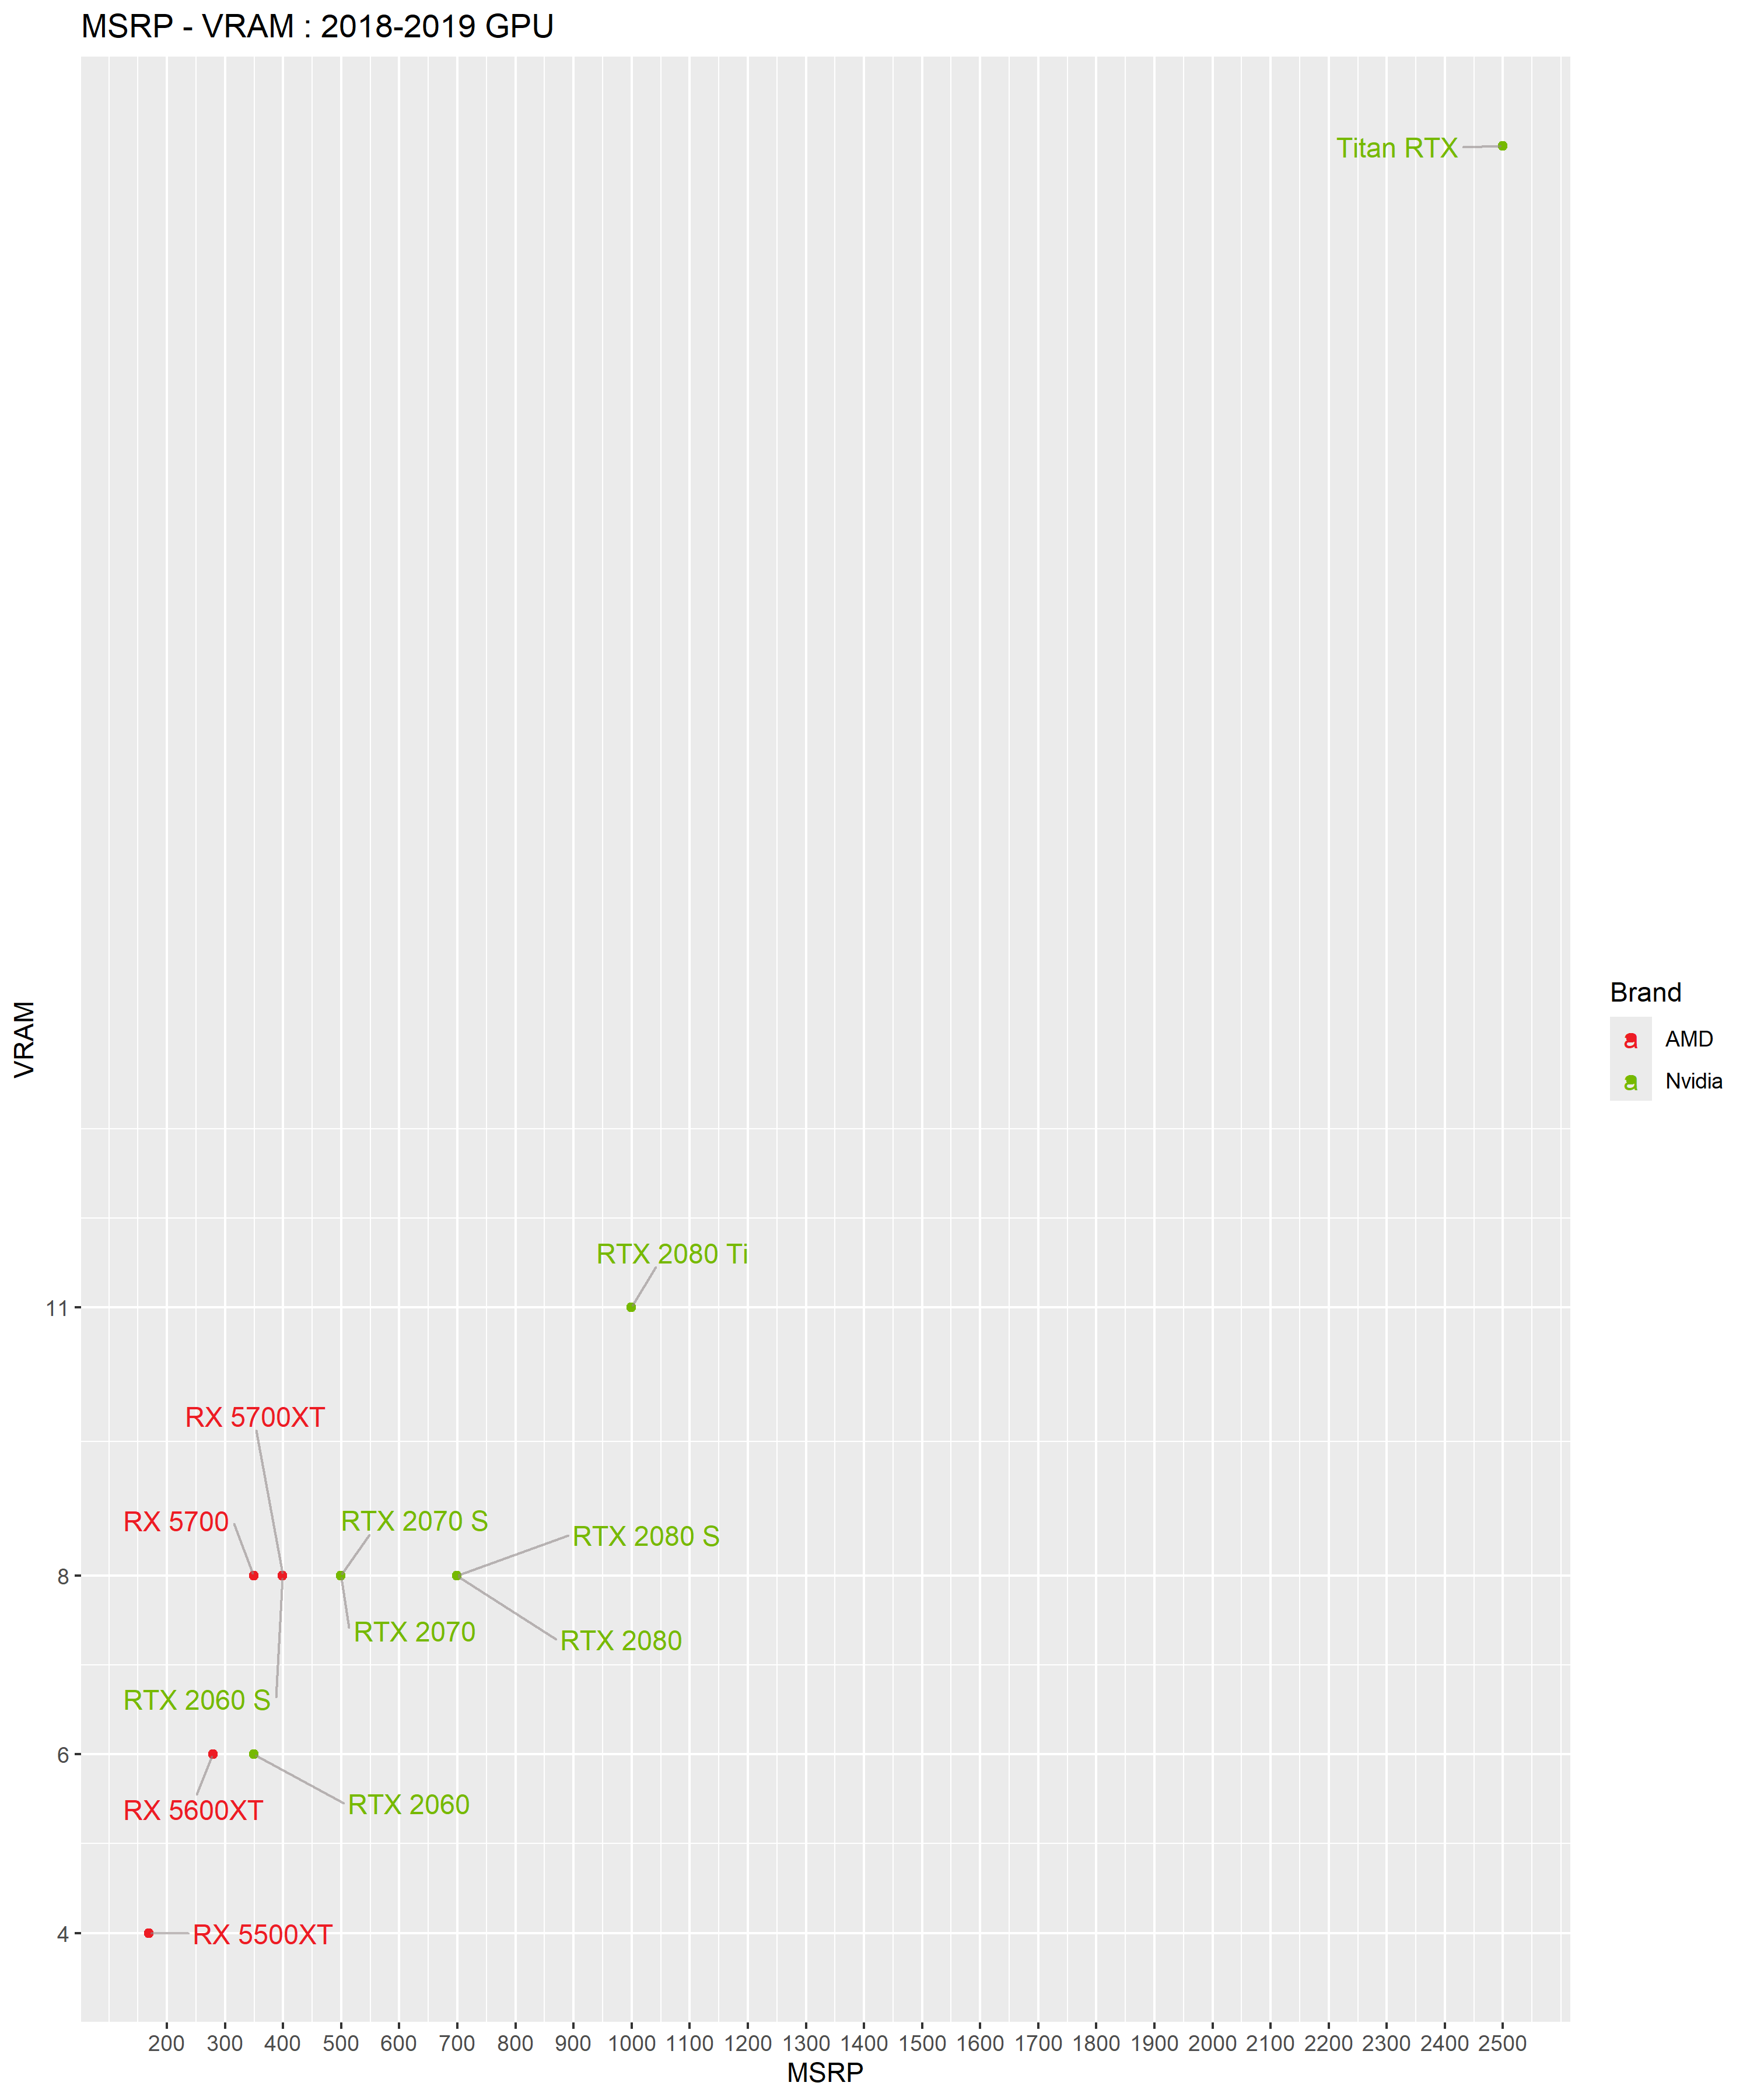 MSRP - VRAM : 2018-2019 GPU
Titan RTX
VRAM
Brand
AMD
Nvidia
RTX 2080 Ti
11
RX 5700XT
RX 5700
RTX 2070 S
RTX 2080 S
8
RTX 2070
RTX 2080
RTX 2060 S
6
RX 5600XT
RTX 2060
4
RX 5500XT
200 300 400 500 600 700 800 900 1000 1100 1200 1300 1400 1500 1600 1700 1800 1900 2000 2100 2200 2300 2400 2500
MSRP